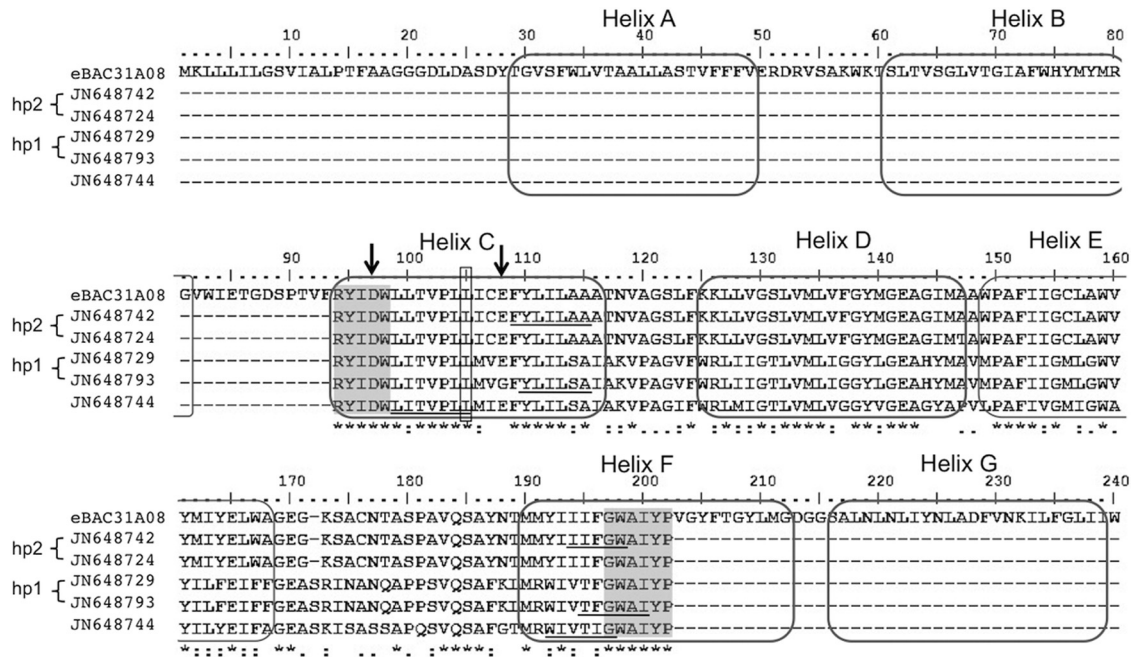 Helix A Helix B
10 20 30 40 50 60 70 80
eBAC31A08 MKLLLILGSVIALPTFAAGGGDLDASDYTGVSFWLVTAALLASTVFFFVERDRVSAKWKTSLTVSGLVTGIAFWHYMYMR
hp2 JN648742 --------------------------------------------------------------------------------
JN648724 --------------------------------------------------------------------------------
hp1 JN648729 --------------------------------------------------------------------------------
JN648793 --------------------------------------------------------------------------------
JN648744 --------------------------------------------------------------------------------
Helix C Helix D Helix E
90 100 110 120 130 140 150 160
eBAC31A08 GVWIETGDSPTVFRYIDWLLTVPLLICEFYLILAAATNVAGSLFKKLLVGSLVMLVFGYMGEAGIMAAWPAFIIGCLAWV
hp2 JN648742 -------------RYIDWLLTVPLLICEFYLILAAATNVAGSLFKKLLVGSLVMLVFGYMGEAGIMAAWPAFIIGCLAWV
JN648724 -------------RYIDWLLTVPLLICEFYLILAAATNVAGSLFKKLLVGSLVMLVFGYMGEAGIMTAWPAFIIGCLAWV
hp1 JN648729 -------------RYIDWLITVPLLMVEFYLILSAIAKVPAGVFWRLIIGTLVMLIGGYLGEAHYMAVMPAFIIGMLGWV
JN648793 -------------RYIDWLITVPLLMVGFYLILSAIAKVPAGVFWRLIIGTLVMLIGGYLGEAHYMAVMPAFIIGMLGWV
JN648744 -------------RYIDWLITVPLLMIEFYLILSAIAKVPAGIFWRLMIGTLVMLVGGYVGEAGYAPVLPAFIVGMIGWA
Helix F Helix G
170 180 190 200 210 220 230 240
eBAC31A08 YMIYELWAGEG-KSACNTASPAVQSAYNTMMYIIIFGWAIYPVGYFTGYLMGDGGSALNLNLIYNLADFVNKILFGLIIW
hp2 JN648742 YMIYELWAGEG-KSACNTASPAVQSAYNTMMYIIIFGWAIYP--------------------------------------
JN648724 YMIYELWAGEG-KSACNTASPAVQSAYNTMMYIIIFGWAIYP--------------------------------------
hp1 JN648729 YILFEIFFGEASRINANQAPPSVQSAFKIMRWIVTFGWAIYP--------------------------------------
JN648793 YILFEIFFGEASRINANQAPPSVQSAFKIMRWIVTFGWAIYP--------------------------------------
JN648744 YILYEIFAGEASKISASSAPQSVQSAFGTMRWIVTIGWAIYP--------------------------------------